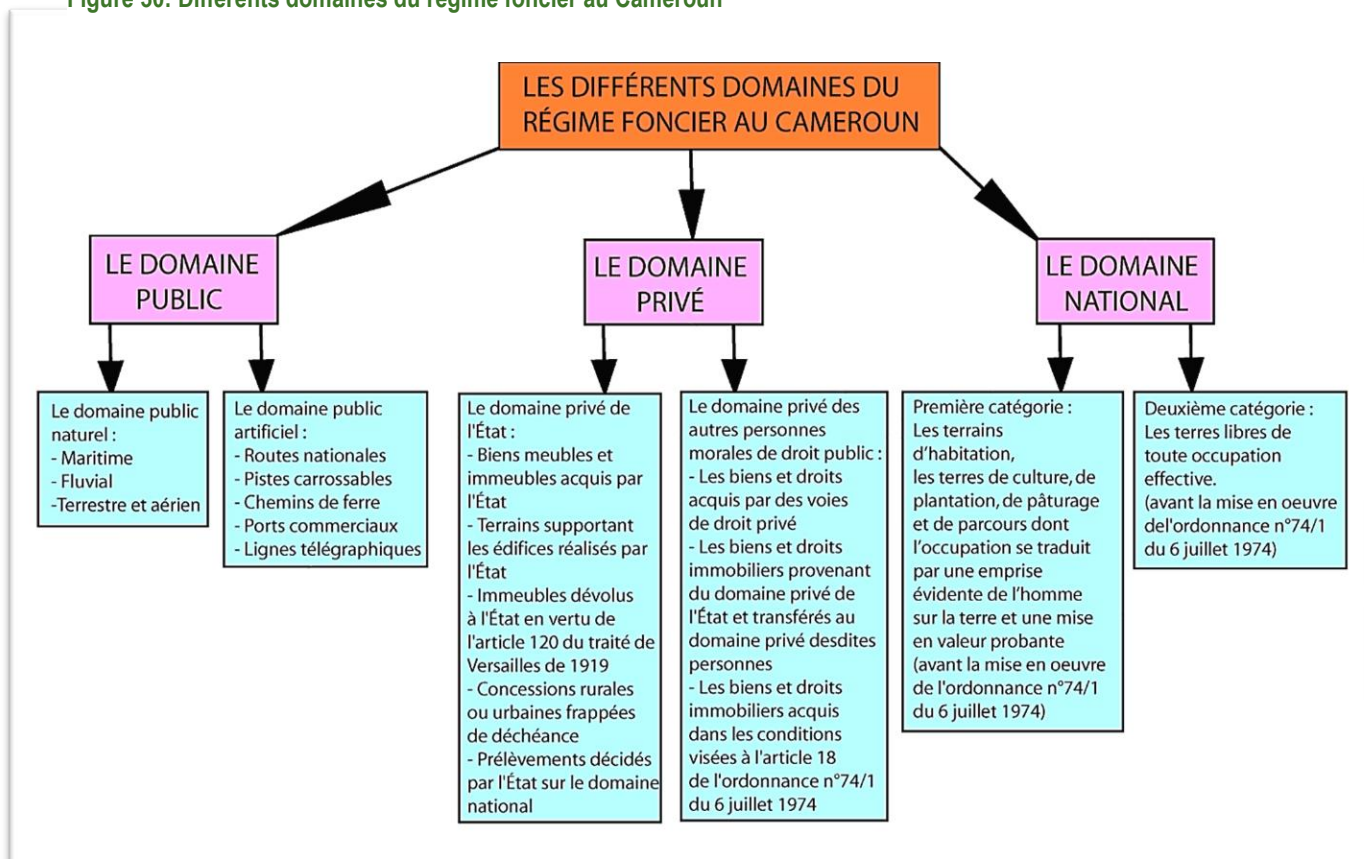 Figure 50: Différents domaines du régime foncier au Cameroun
LES DIFFÉRENTS DOMAINES DU
RÉGIME FONCIER AU CAMEROUN
LE DOMAINE
PUBLIC
LE DOMAINE
PRIVÉ
LE DOMAINE
NATIONAL
Le domaine public
naturel :
- Maritime
- Fluvial
-Terrestre et aérien
Le domaine public
artificiel :
- Routes nationales
- Pistes carrossables
- Chemins de ferre
- Ports commerciaux
- Lignes télégraphiques
Le domaine privé de
l'État :
- Biens meubles et
immeubles acquis par
l'État
- Terrains supportant
les édifices réalisés par
l'État
- Immeubles dévolus
à l'État en vertu de
l'article 120 du traité de
Versailles de 1919
- Concessions rurales
ou urbaines frappées
de déchéance
- Prélèvements décidés
par l'État sur le domaine
national
Le domaine privé des
autres personnes
morales de droit public :
- Les biens et droits
acquis par des voies
de droit privé
- Les biens et droits
immobiliers provenant
du domaine privé de
l'État et transférés au
domaine privé desdites
personnes
- Les biens et droits
immobiliers acquis
dans les conditions
visées à l'article 18
de l'ordonnance n°74/1
du 6 juillet 1974
Première catégorie :
Les terrains
d'habitation,
les terres de culture, de
plantation, de pâturage
et de parcours dont
l'occupation se traduit
par une emprise
évidente de l'homme
sur la terre et une mise
en valeur probante
(avant la mise en oeuvre
de l'ordonnance n°74/1
du 6 juillet 1974)
Deuxième catégorie :
Les terres libres de
toute occupation
effective.
(avant la mise en oeuvre
del'ordonnance n°74/1
du 6 juillet 1974)